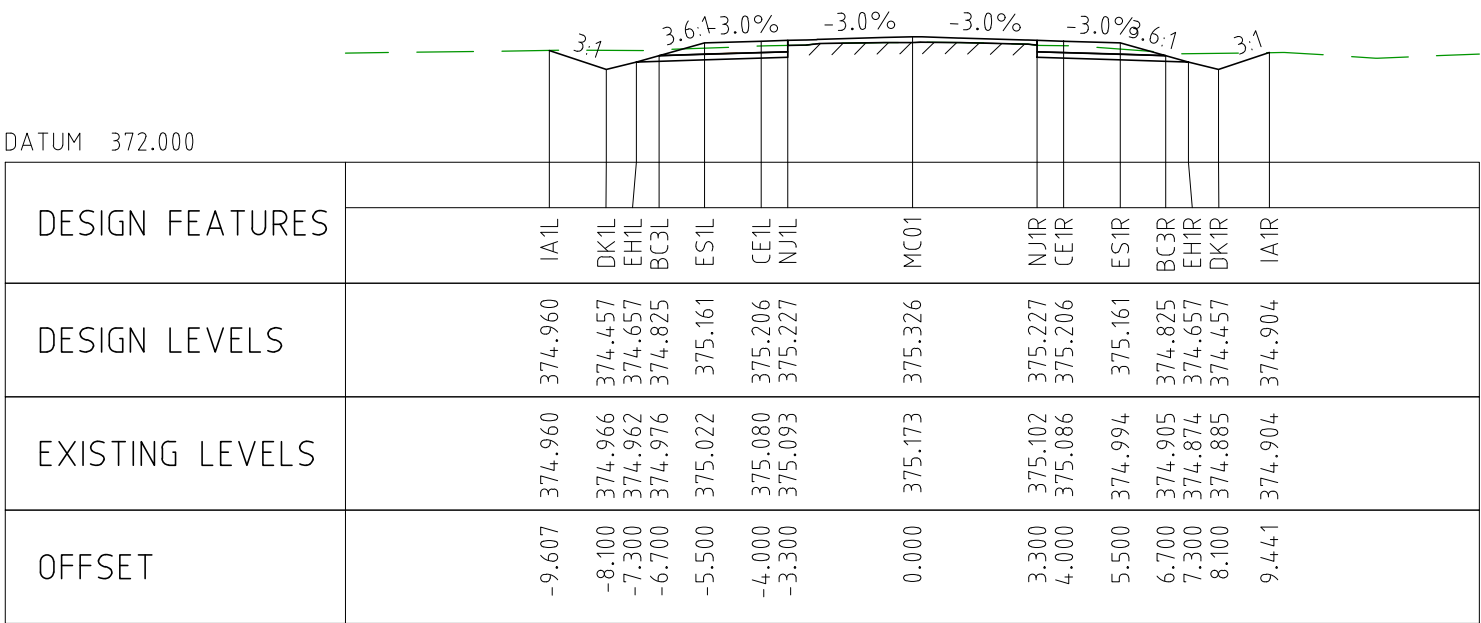 3:1 3.6:1 -3.0% -3.0% -3.0% -3.0% 3.6:1 3:1
DATUM 372.000
DESIGN FEATURES IA1L DK1L EH1L BC3L ES1L CE1L NJ1L MC01 NJ1R CE1R ES1R BC3R EH1R DK1R IA1R
DESIGN LEVELS 374.960 374.457 374.657 374.825 375.161 375.206 375.227 375.326 375.227 375.206 375.161 374.825 374.657 374.457 374.904
EXISTING LEVELS 374.960 374.966 374.962 374.976 375.022 375.080 375.093 375.173 375.102 375.086 374.994 374.905 374.874 374.885 374.904
OFFSET -9.607 -8.100 -7.300 -6.700 -5.500 -4.000 -3.300 0.000 3.300 4.000 5.500 6.700 7.300 8.100 9.441